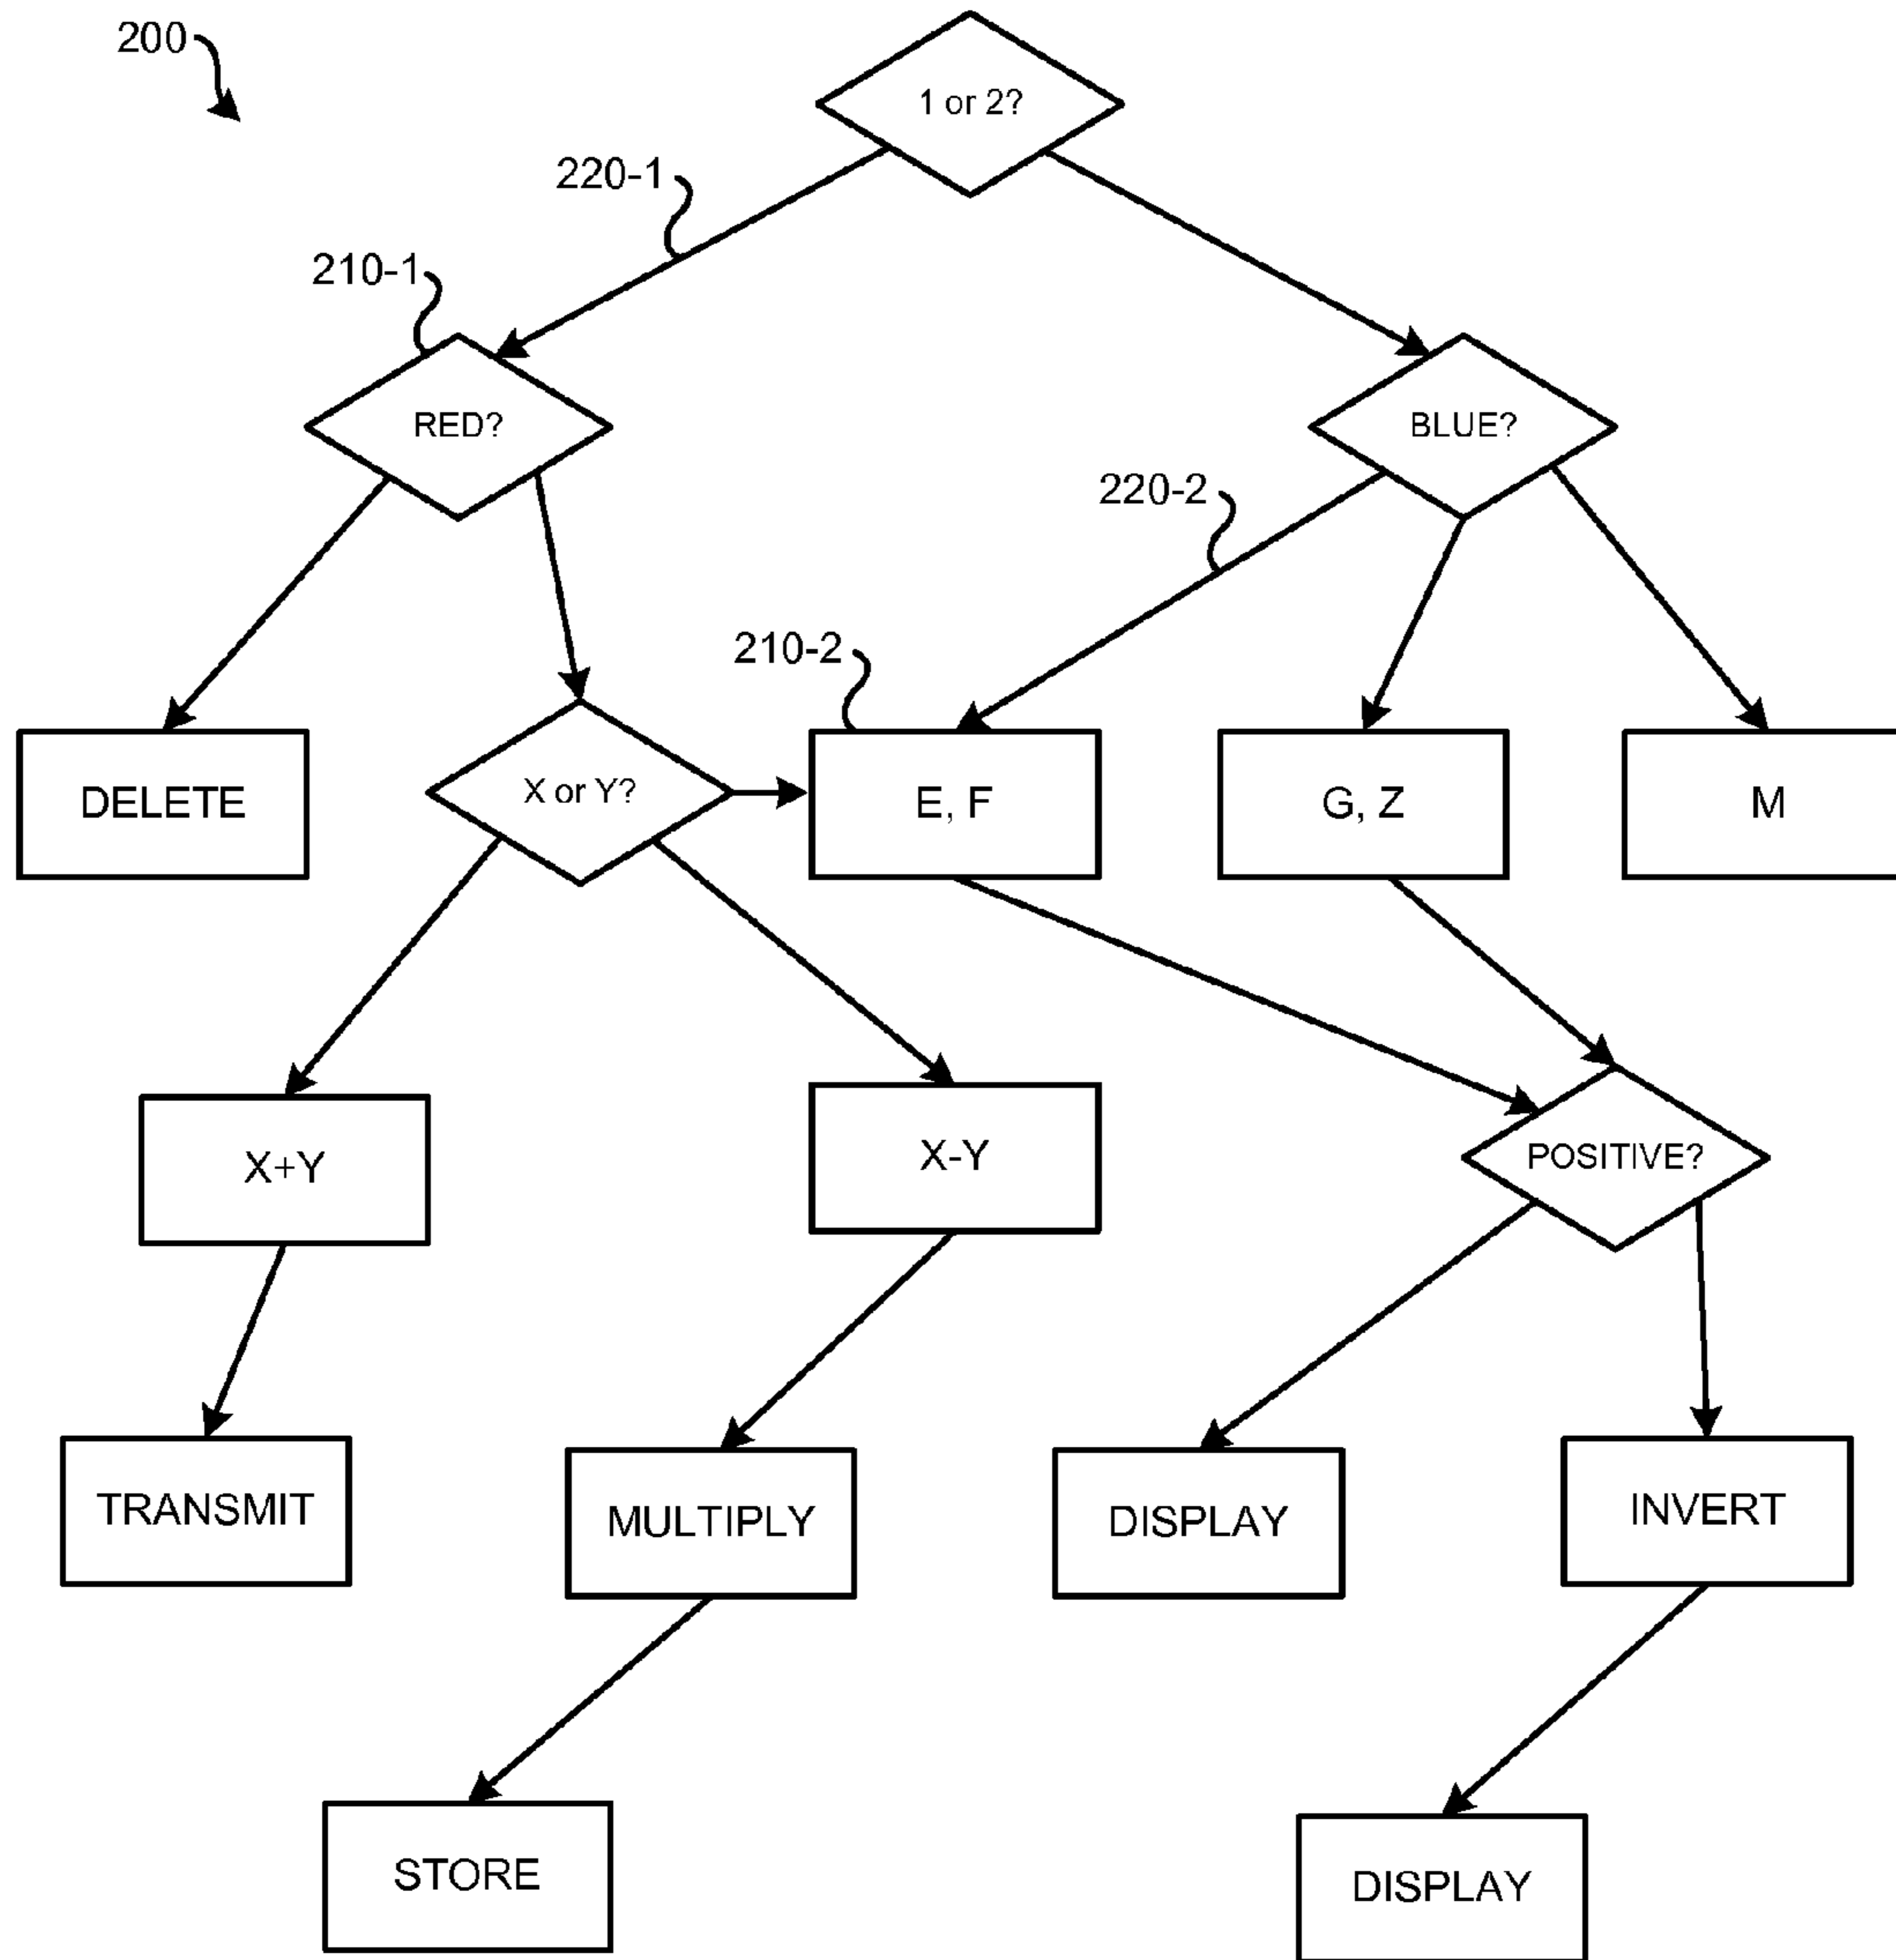 200
1 or 2?
220-1
210-1
RED?
BLUE?
220-2
210-2
DELETE
X or Y?
E, F
G, Z
M
X+Y
X-Y
POSITIVE?
TRANSMIT
MULTIPLY
DISPLAY
INVERT
STORE
DISPLAY